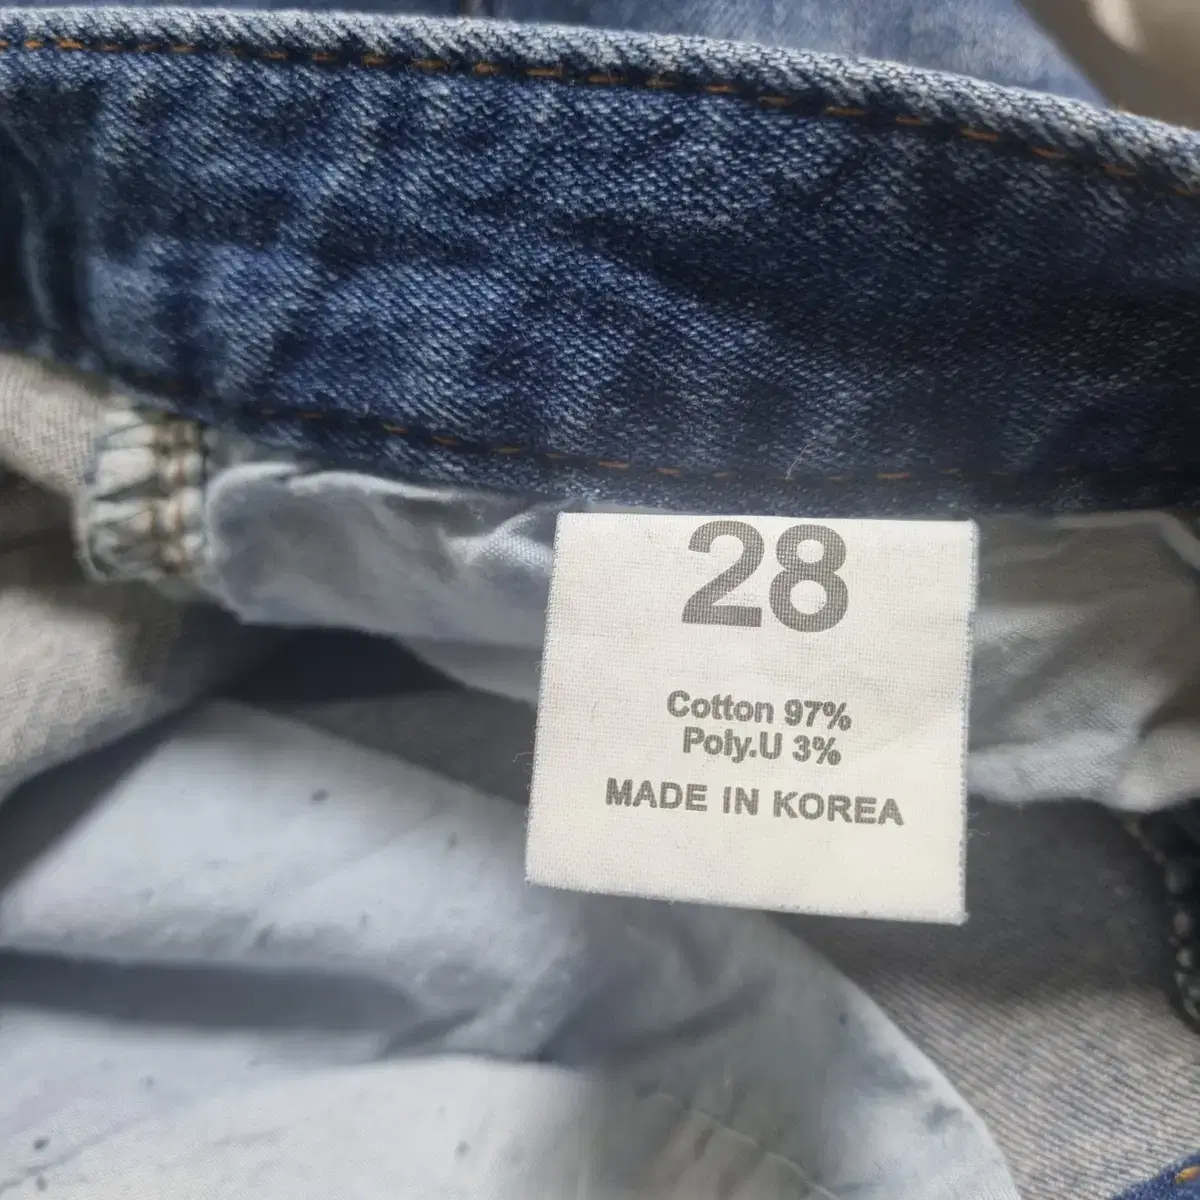 28
Cotton 97%
Poly.U 3%
MADE IN KOREA